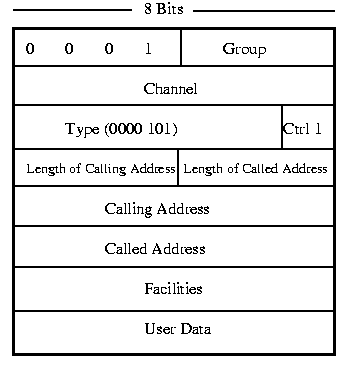 8 Bits
0 0 0 1 Group
Channel
Type (0000 101) Ctrl 1
Length of Calling Address Length of Called Address
Calling Address
Called Address
Facilities
User Data